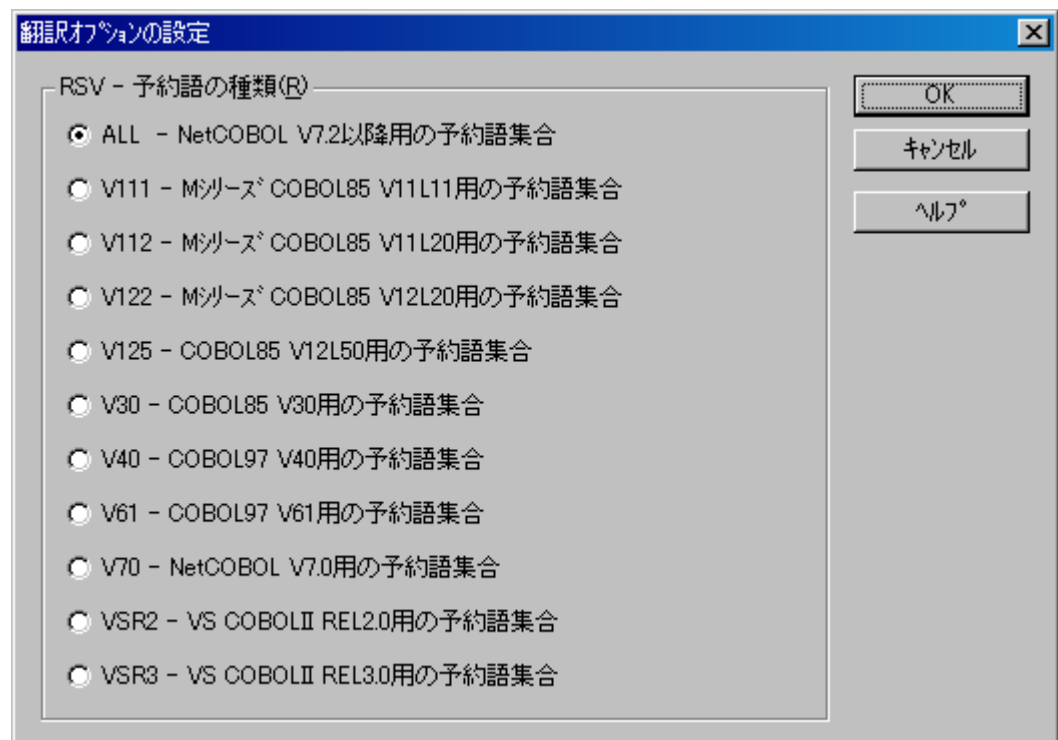 翻訳ｵﾌﾟｼｮﾝの設定
RSV - 予約語の種類(R)
ALL - NetCOBOL V7.2以降用の予約語集合
V111 - Mｼﾘｰｽﾞ COBOL85 V11L11用の予約語集合
V112 - Mｼﾘｰｽﾞ COBOL85 V11L20用の予約語集合
V122 - Mｼﾘｰｽﾞ COBOL85 V12L20用の予約語集合
V125 - COBOL85 V12L50用の予約語集合
V30 - COBOL85 V30用の予約語集合
V40 - COBOL97 V40用の予約語集合
V61 - COBOL97 V61用の予約語集合
V70 - NetCOBOL V7.0用の予約語集合
VSR2 - VS COBOLⅡ REL2.0用の予約語集合
VSR3 - VS COBOLⅡ REL3.0用の予約語集合
OK
ｷｬﾝｾﾙ
ﾍﾙﾌﾟ